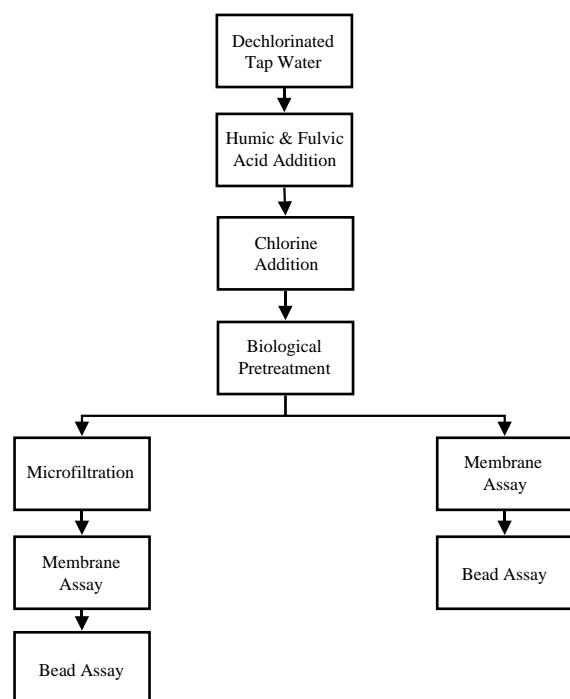 Dechlorinated
Tap Water
Humic & Fulvic
Acid Addition
Chlorine
Addition
Biological
Pretreatment
Microfiltration
Membrane
Assay
Bead Assay
Membrane
Assay
Bead Assay